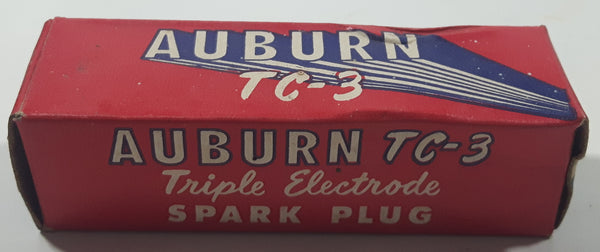 AUBURN
TC-3
AUBURN TC-3
Triple Electrode
SPARK PLUG